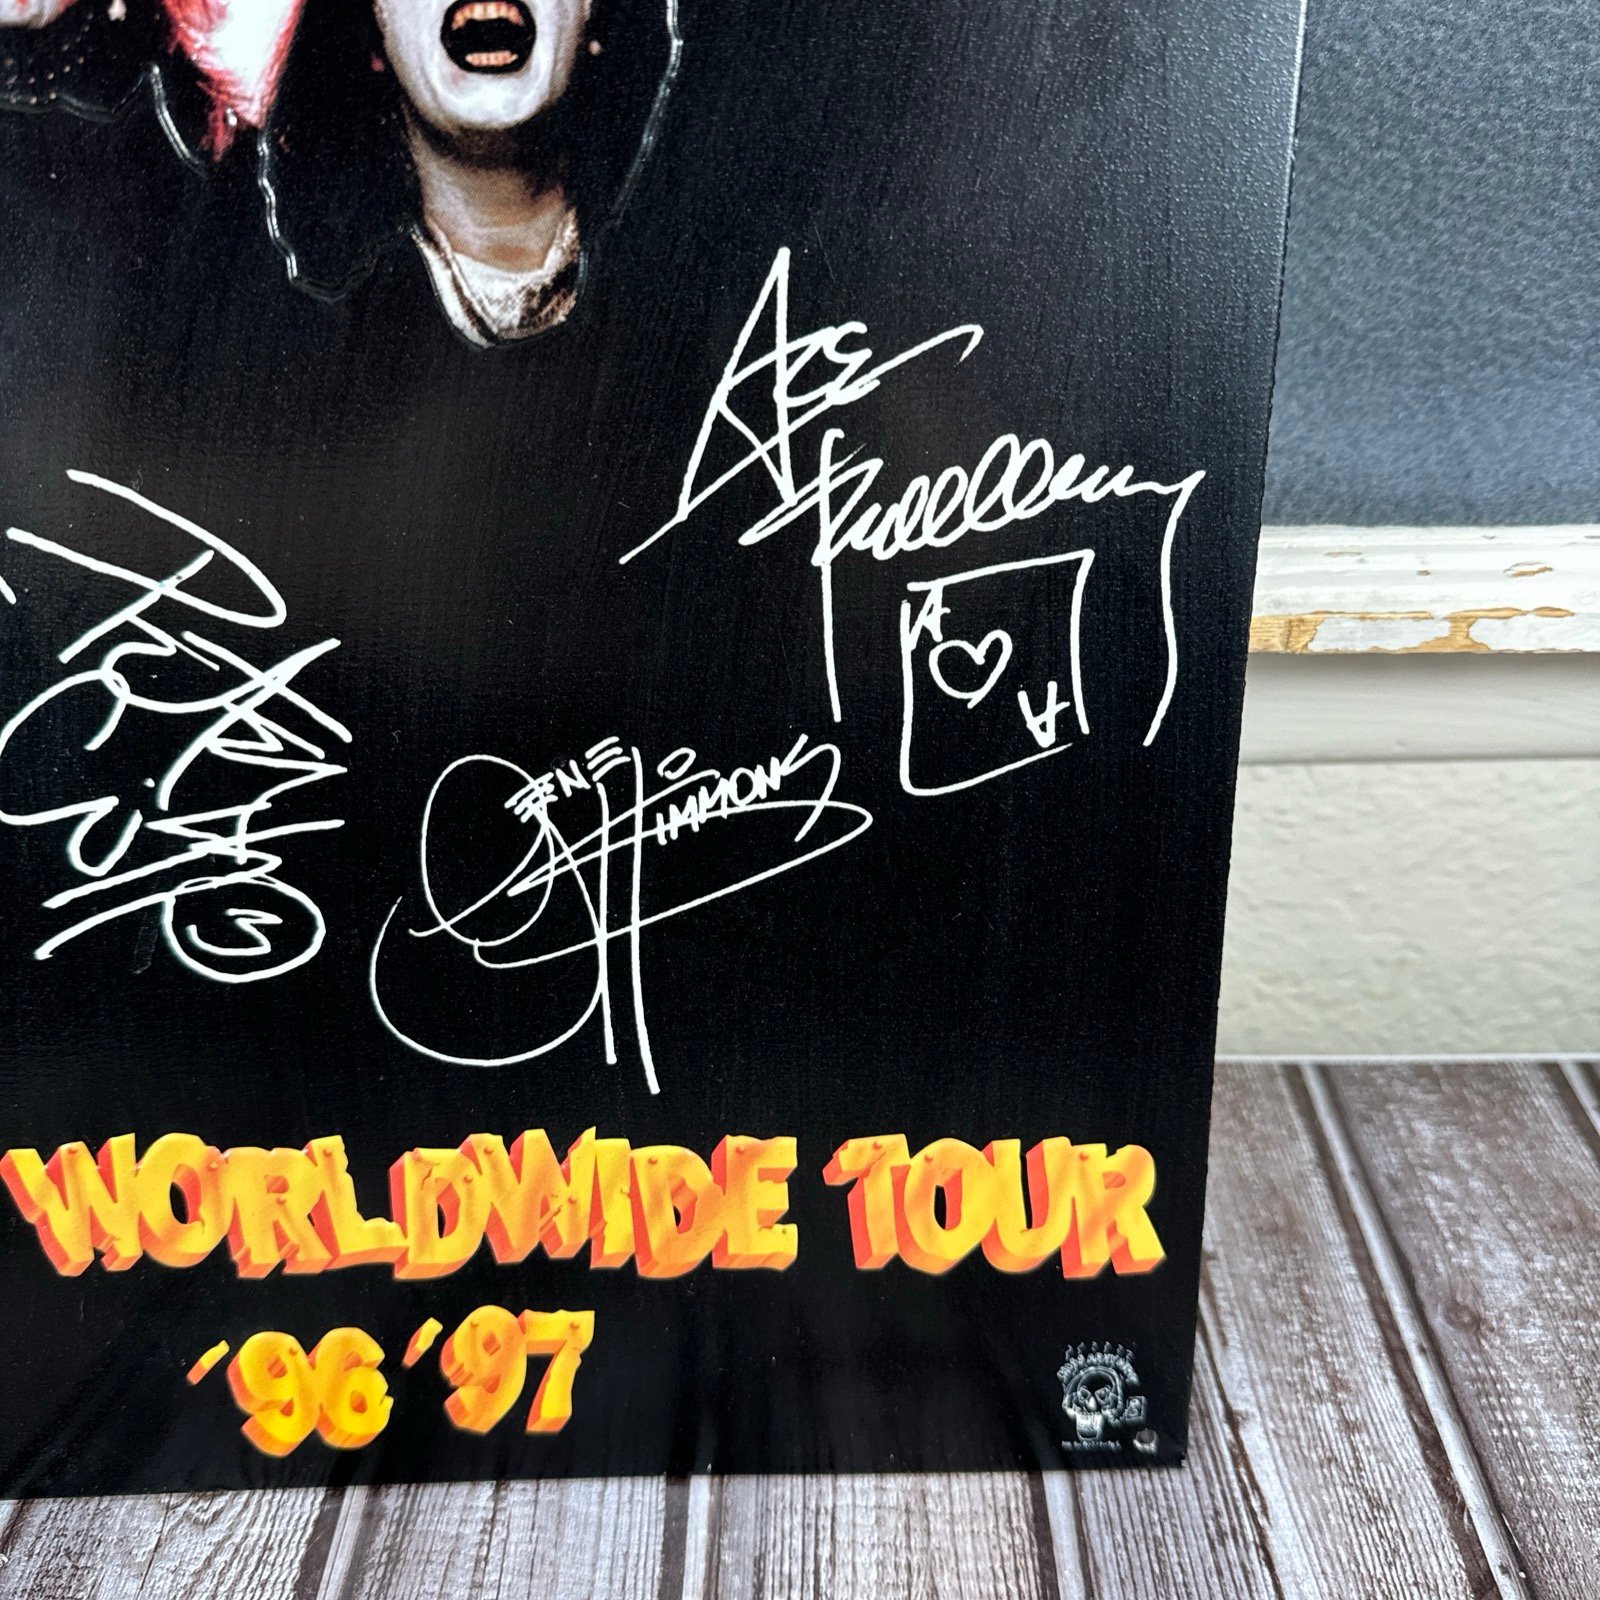 Ace
Frehley
A
A
GENE SIMMONS
WORLDWIDE TOUR
'96 '97